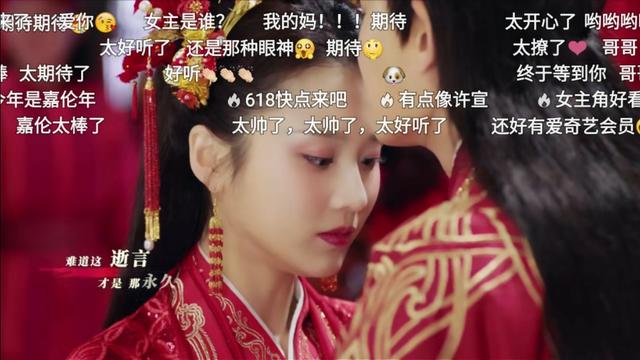 期待期待 爱你😘 女主是谁？ 我的妈！！！ 期待 太开心了 哟哟哟
太好听了 还是那种眼神😱 期待🤔 太撩了❤ 哥哥
棒 太期待了 好听👏👏👏 🐶 终于等到你 哥
今年是嘉伦年 🔥618快点来吧 🔥有点像许宣 🔥女主角好看
嘉伦太棒了 太帅了，太帅了，太好听了 还好有爱奇艺会员
难道这 逝言
才是 那 永久